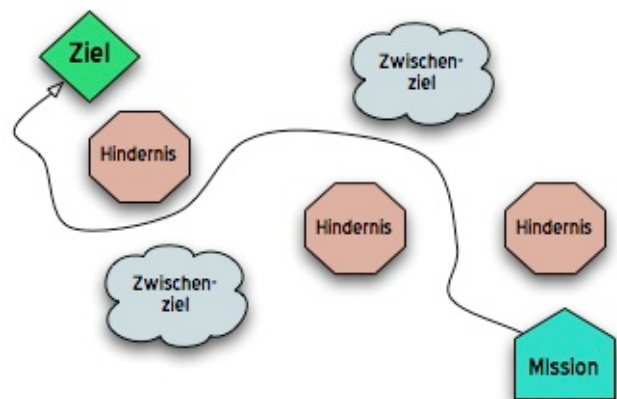 Ziel
Zwischen-
ziel
Hindernis
Hindernis
Hindernis
Zwischen-
ziel
Mission